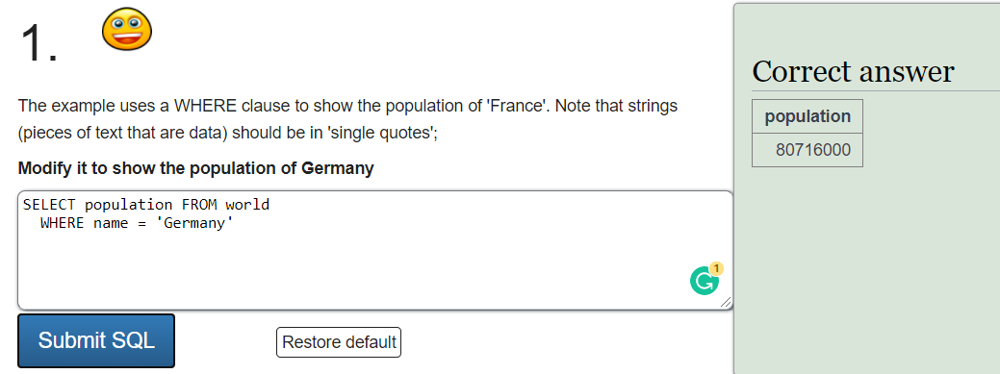 1.
The example uses a WHERE clause to show the population of 'France'. Note that strings
(pieces of text that are data) should be in 'single quotes';
Modify it to show the population of Germany
SELECT population FROM world
WHERE name = 'Germany'
G 1
Submit SQL
Restore default
Correct answer
population
80716000